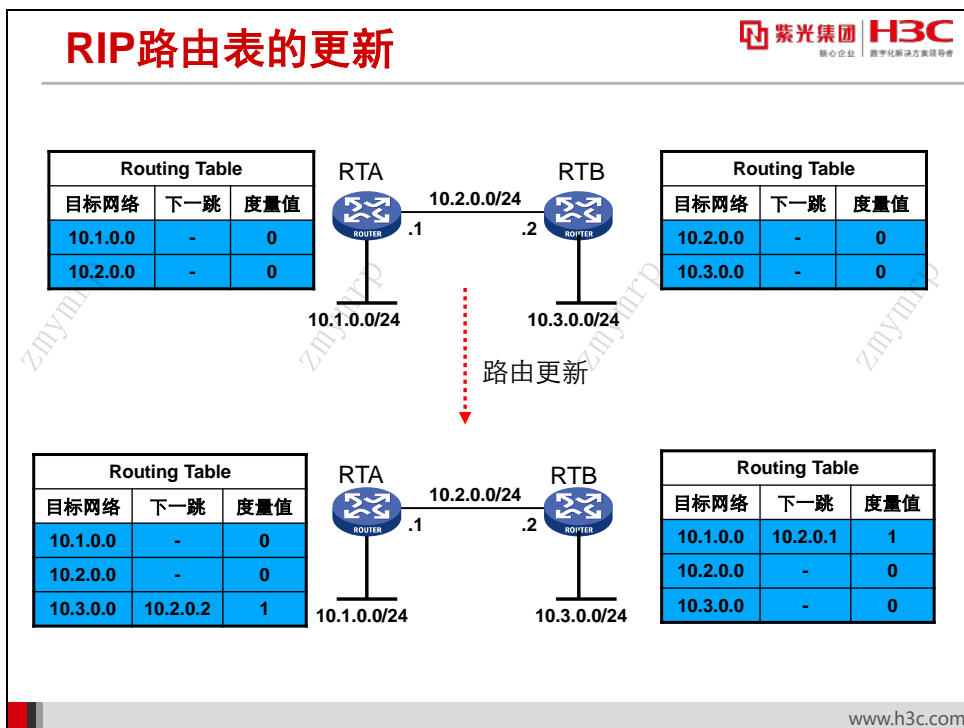 RIP路由表的更新
紫光集团 H3C
核心企业 数字化解决方案领导者
Routing Table
目标网络 下一跳 度量值
10.1.0.0 - 0
10.2.0.0 - 0
RTA
RTB
10.2.0.0/24
.1
.2
ROUTER
ROUTER
10.1.0.0/24
10.3.0.0/24
Routing Table
目标网络 下一跳 度量值
10.2.0.0 - 0
10.3.0.0 - 0
zmymrp
zmymrp
zmymrp
zmymrp
路由更新
Routing Table
目标网络 下一跳 度量值
10.1.0.0 - 0
10.2.0.0 - 0
10.3.0.0 10.2.0.2 1
RTA
RTB
10.2.0.0/24
.1
.2
ROUTER
ROUTER
10.1.0.0/24
10.3.0.0/24
Routing Table
目标网络 下一跳 度量值
10.1.0.0 10.2.0.1 1
10.2.0.0 - 0
10.3.0.0 - 0
www.h3c.com